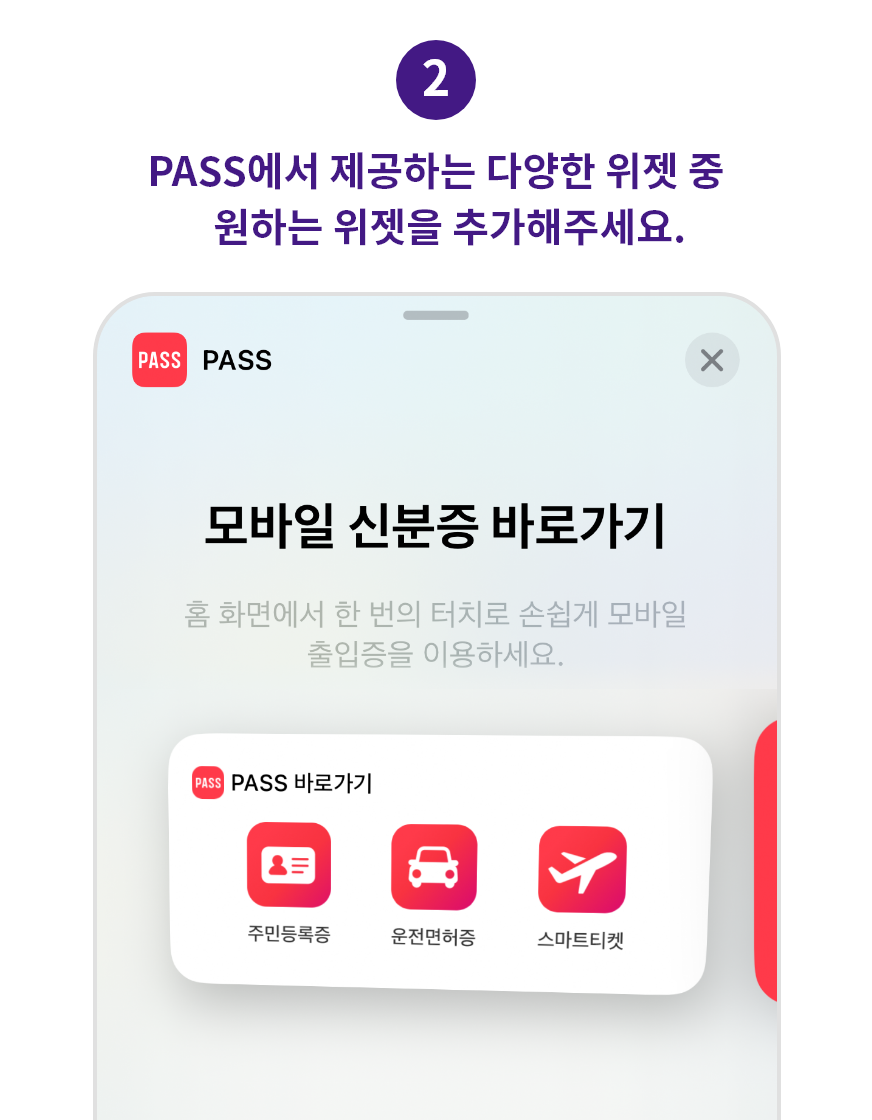 2
PASS에서 제공하는 다양한 위젯 중
원하는 위젯을 추가해주세요.
PASS PASS
모바일 신분증 바로가기
홈 화면에서 한 번의 터치로 손쉽게 모바일
출입증을 이용하세요.
PASS PASS 바로가기
주민등록증 운전면허증 스마트티켓